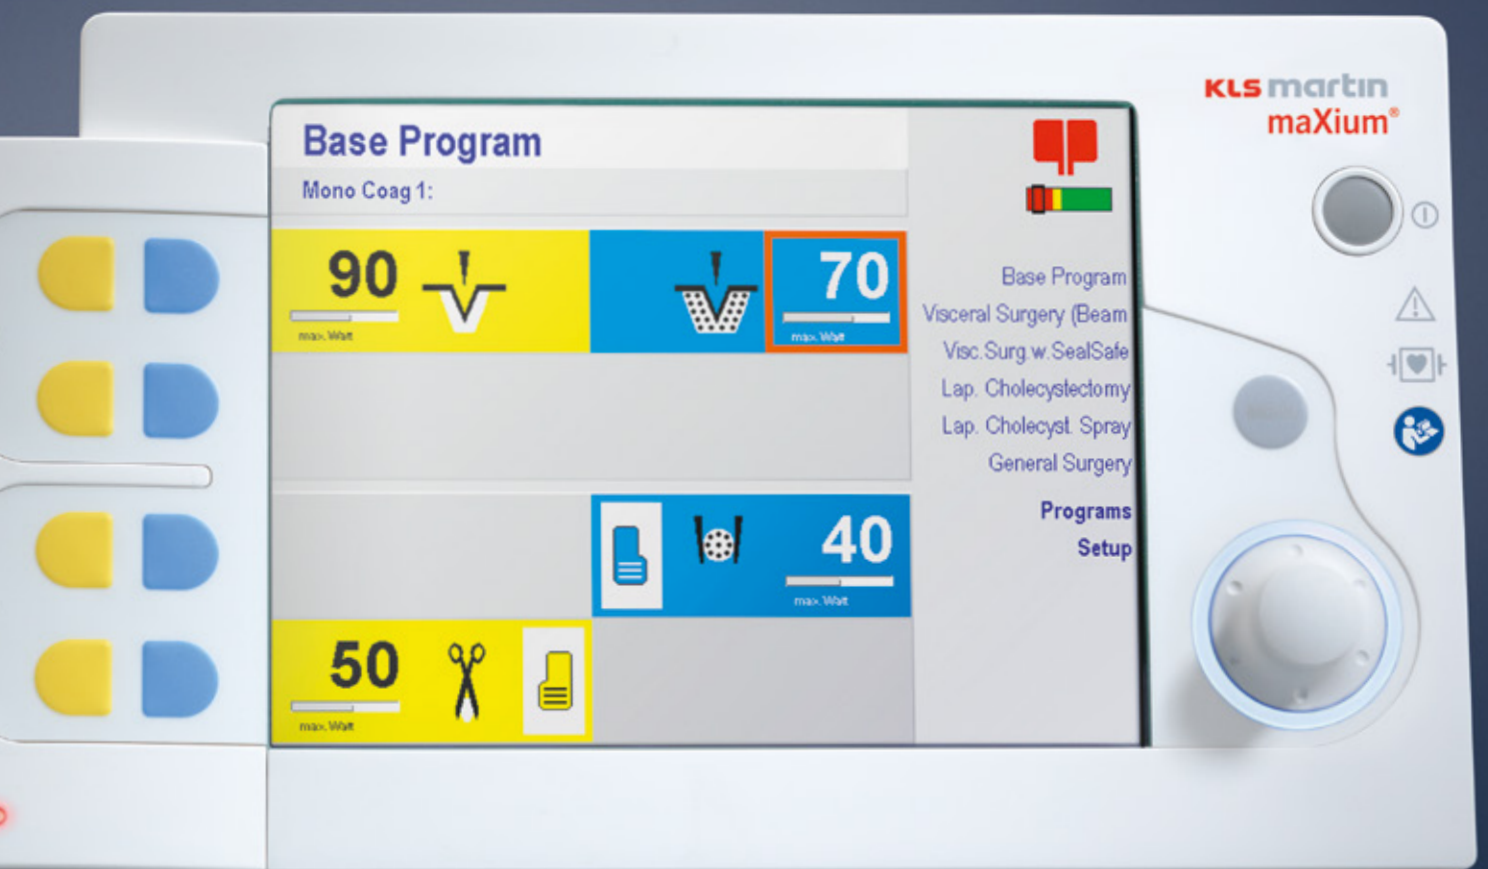 KLS martin
maXium®
Base Program
Mono Coag 1:
90
max. Watt
70
max. Watt
Base Program
Visceral Surgery (Beam
Visc.Surg.w.SealSafe
Lap. Cholecystectomy
Lap. Cholecyst. Spray
General Surgery
Programs
Setup
40
max. Watt
50
max. Watt